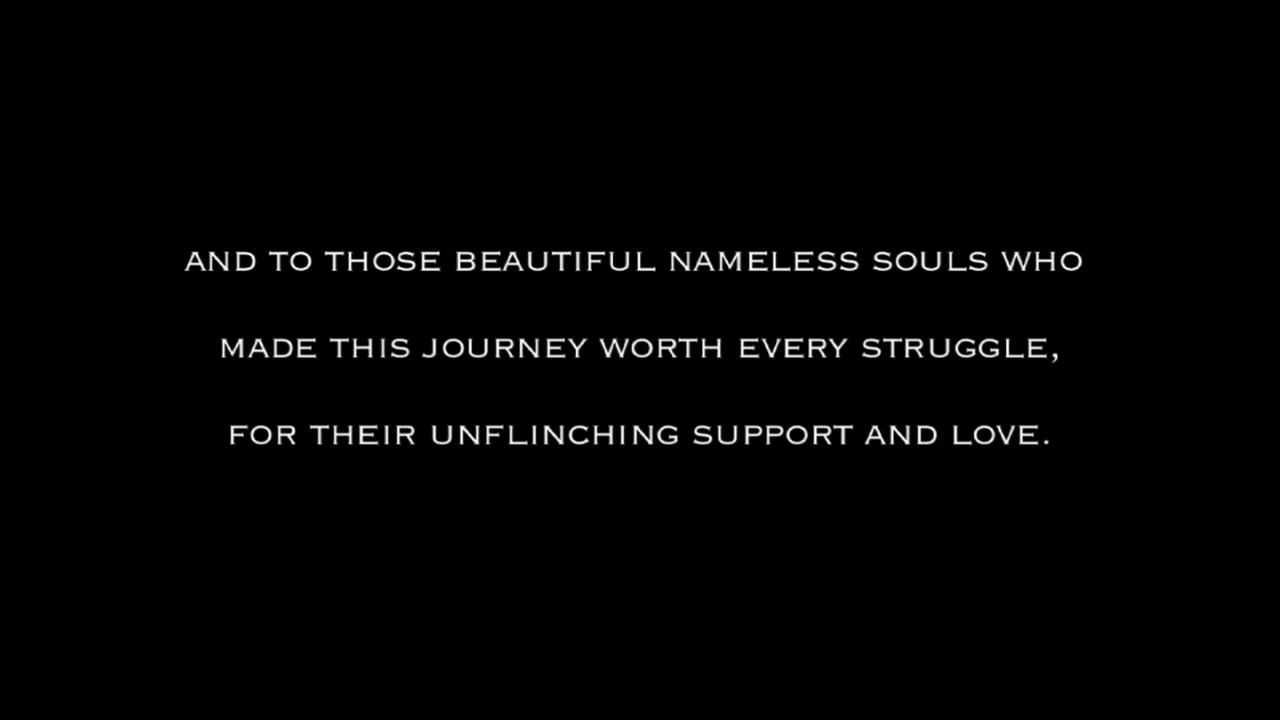 AND TO THOSE BEAUTIFUL NAMELESS SOULS WHO
MADE THIS JOURNEY WORTH EVERY STRUGGLE,
FOR THEIR UNFLINCHING SUPPORT AND LOVE.